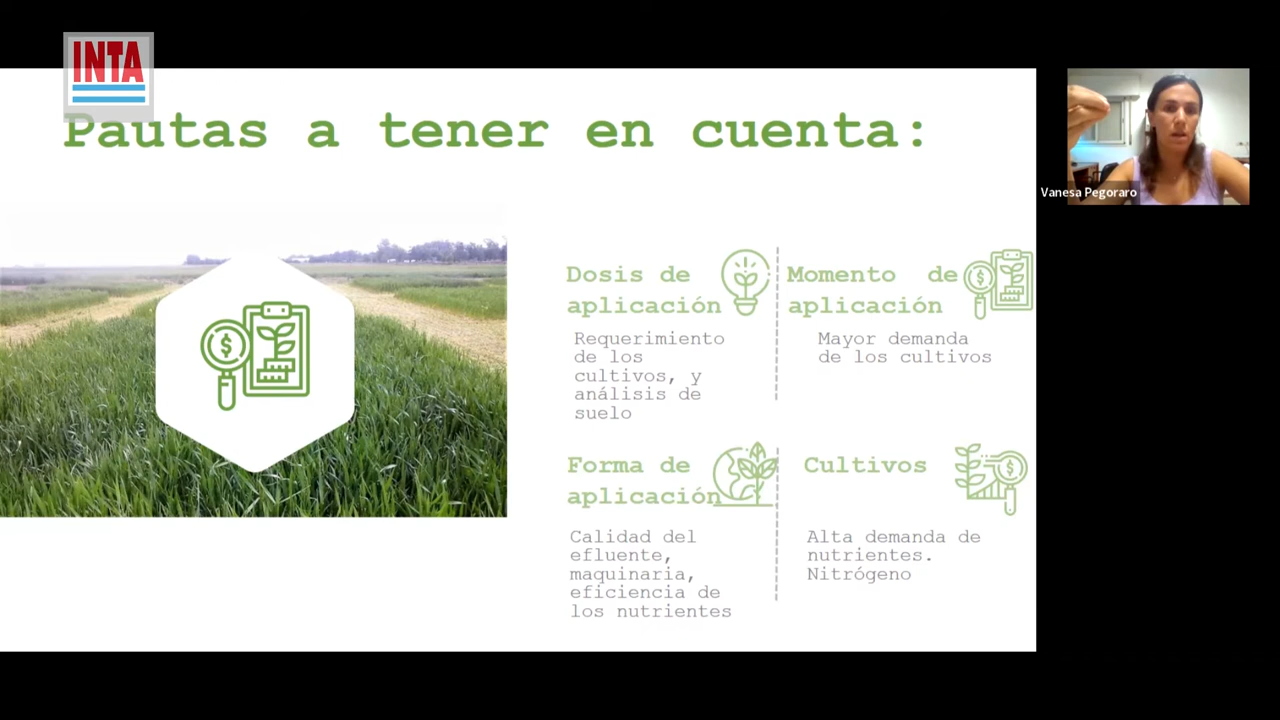 INTA
Pautas a tener en cuenta:
Vanesa Pegoraro
Dosis de
aplicación
Requerimiento
de los
cultivos, y
análisis de
suelo
Momento de
aplicación
Mayor demanda
de los cultivos
Forma de
aplicación
Calidad del
efluente,
maquinaria,
eficiencia de
los nutrientes
Cultivos
Alta demanda de
nutrientes.
Nitrógeno